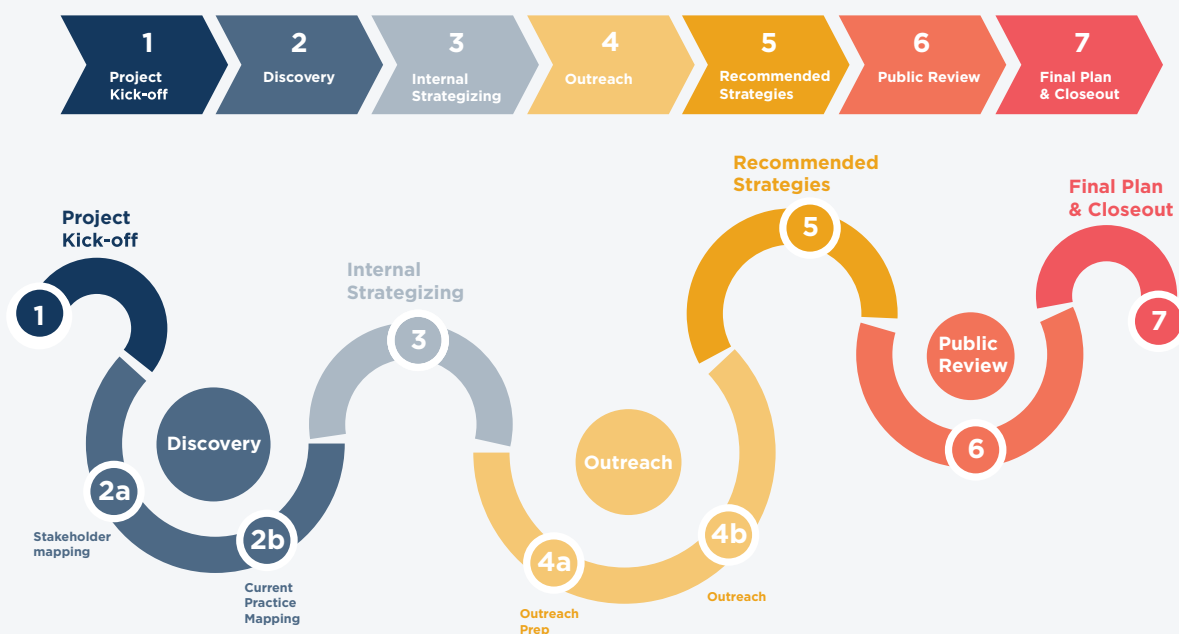 1
Project
Kick-off
2
Discovery
3
Internal
Strategizing
4
Outreach
5
Recommended
Strategies
6
Public Review
7
Final Plan
& Closeout
Project
Kick-off
1
Discovery
2a
Stakeholder
mapping
2b
Current
Practice
Mapping
Internal
Strategizing
3
Outreach
4a
Outreach
Prep
4b
Outreach
Recommended
Strategies
5
Public
Review
6
Final Plan
& Closeout
7